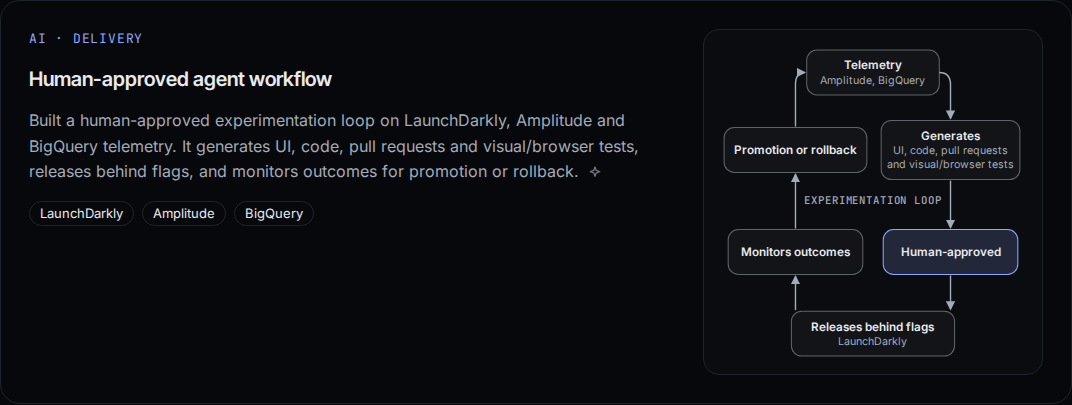 AI · DELIVERY
Human-approved agent workflow
Built a human-approved experimentation loop on LaunchDarkly, Amplitude and
BigQuery telemetry. It generates UI, code, pull requests and visual/browser tests,
releases behind flags, and monitors outcomes for promotion or rollback.
LaunchDarkly
Amplitude
BigQuery
Telemetry
Amplitude, BigQuery
Promotion or rollback
Generates
UI, code, pull requests
and visual/browser tests
EXPERIMENTATION LOOP
Monitors outcomes
Human-approved
Releases behind flags
LaunchDarkly